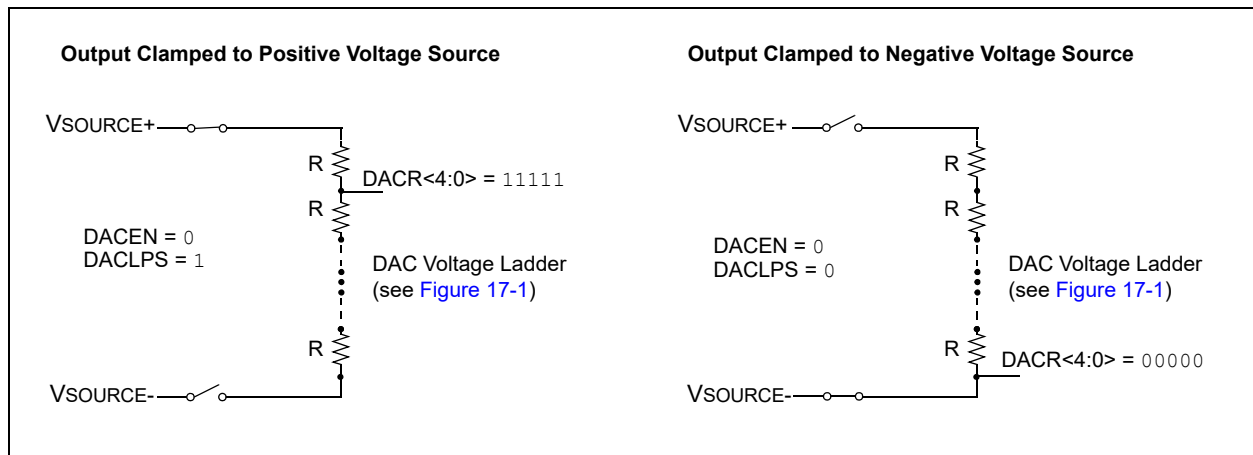 Output Clamped to Positive Voltage Source
VSOURCE+
R
DACR<4:0> = 11111
R
DACEN = 0
DACLPS = 1
DAC Voltage Ladder
(see Figure 17-1)
R
VSOURCE-
Output Clamped to Negative Voltage Source
VSOURCE+
R
R
DACEN = 0
DACLPS = 0
DAC Voltage Ladder
(see Figure 17-1)
R
DACR<4:0> = 00000
VSOURCE-